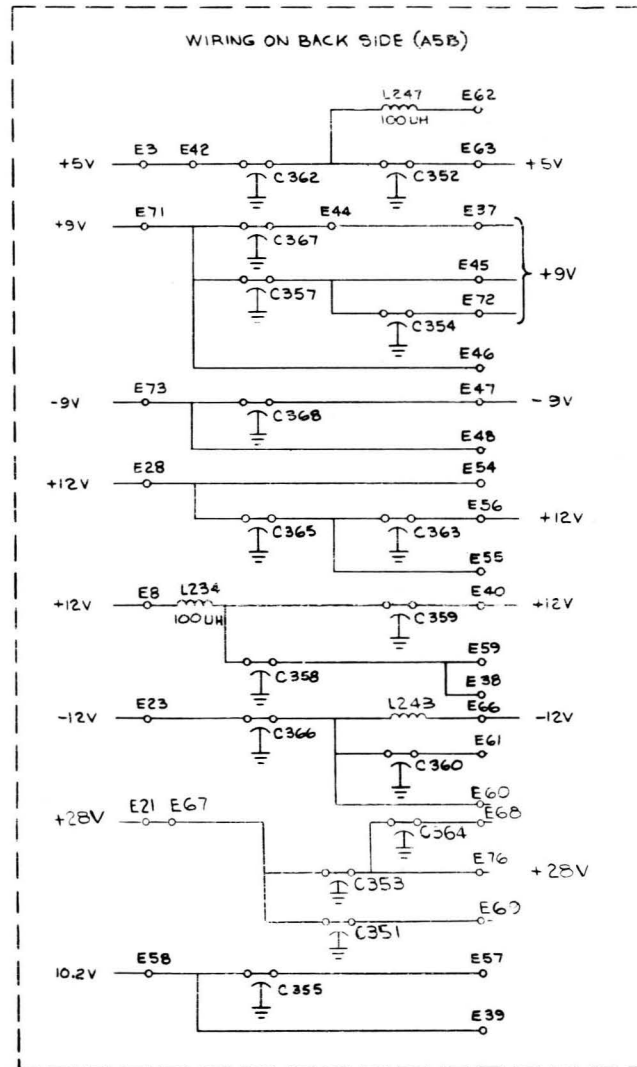 WIRING ON BACK SIDE (A5B)
L247 E62
100UH
E3 E42 E63
+5V C362 C352 +5V
E71 E44 E37
+9V C367
E45
C357 +9V
E72
C354
E46
E73 E47
-9V C368 -9V
E48
E28 E54
+12V
E56
C365 C363 +12V
E55
E8 L234 E40
+12V 100UH C359 +12V
E59
C358
E38
E23 L243 E66
-12V C366 -12V
E61
C360
E60
E21 E67 E68
+28V C364
E76
C353 +28V
E69
C351
E58 E57
10.2V C355
E39